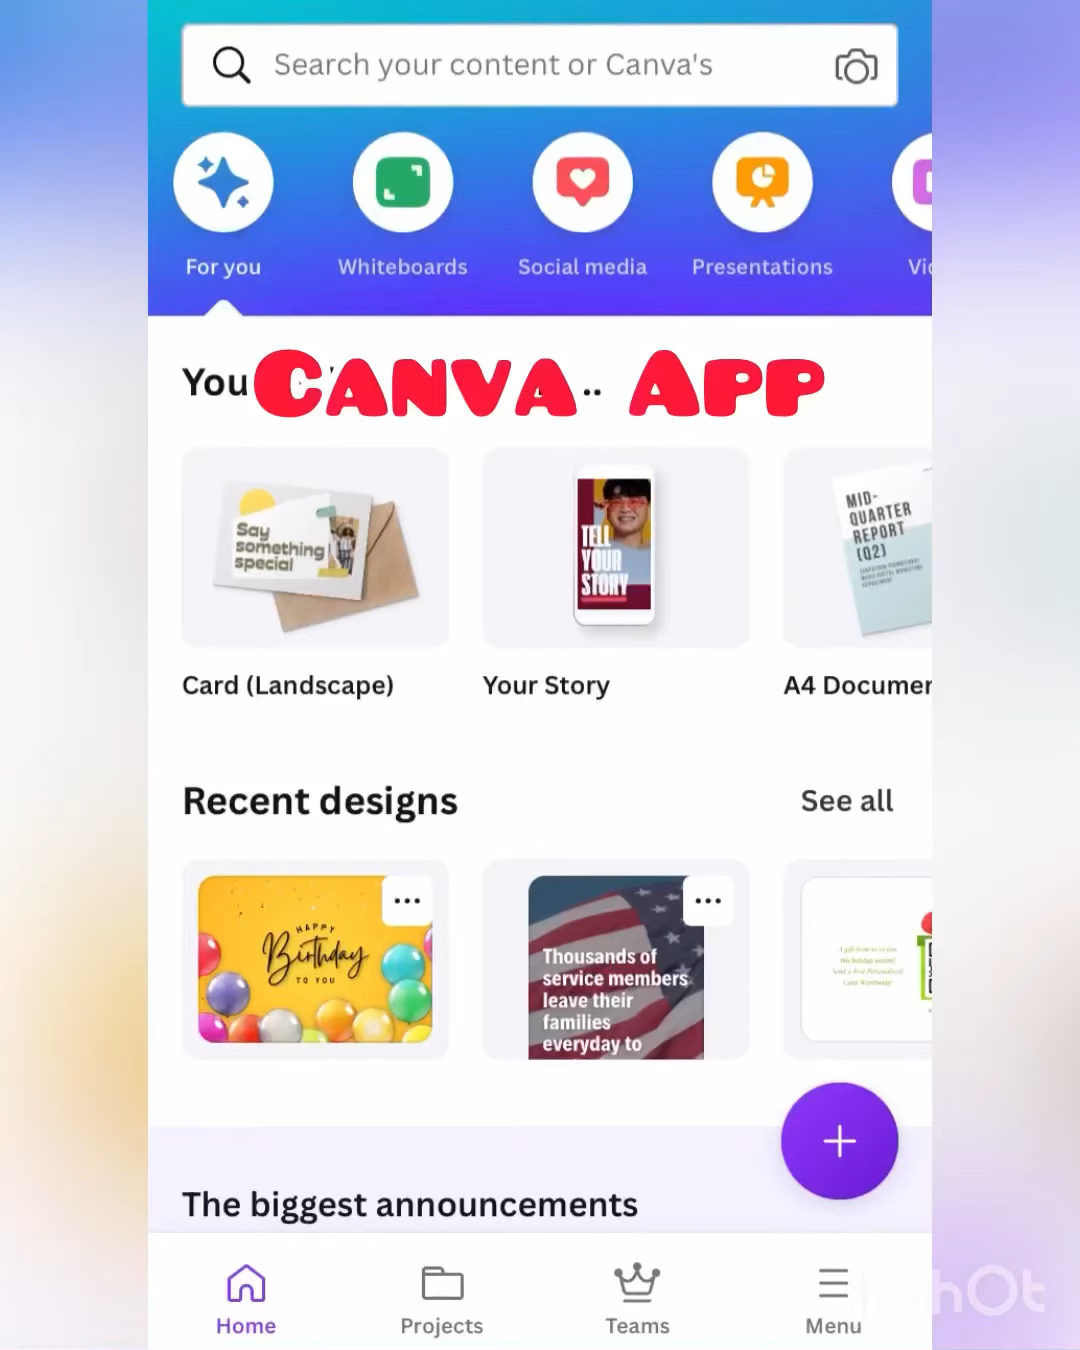 Search your content or Canva's
For you
Whiteboards
Social media
Presentations
You
Canva App
Say
something
special
TELL
YOUR
STORY
MID-
QUARTER
REPORT
(Q2)
Card (Landscape)
Your Story
A4 Documen
Recent designs
See all
HAPPY
Birthday
TO YOU
Thousands of
service members
leave their
families
everyday to
The biggest announcements
Home
Projects
Teams
Menu